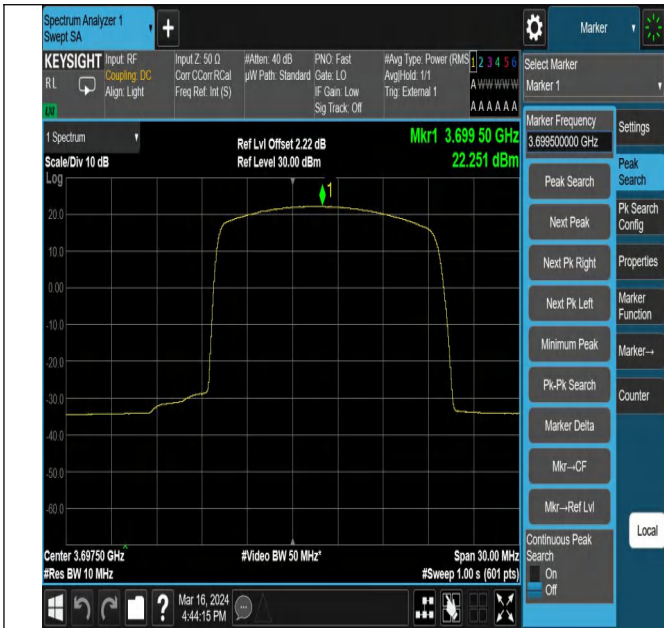 Spectrum Analyzer 1
Swept SA
+
Marker
KEYSIGHT
RL
LXI
Input: RF
Coupling: DC
Align: Light
Input Z: 50 Ω
Corr CCorr RCal
Freq Ref: Int (S)
#Atten: 40 dB
µW Path: Standard
PNO: Fast
Gate: LO
IF Gain: Low
Sig Track: Off
#Avg Type: Power (RMS
Avg|Hold: 1/1
Trig: External 1
1 2 3 4 5 6
A W W W W W
A A A A A A
Select Marker
Marker 1
1 Spectrum
Scale/Div 10 dB
Log
Ref Lvl Offset 2.22 dB
Ref Level 30.00 dBm
Mkr1 3.699 50 GHz
22.251 dBm
1
20.0
10.0
0.00
-10.0
-20.0
-30.0
-40.0
-50.0
-60.0
Center 3.69750 GHz
#Res BW 10 MHz
#Video BW 50 MHz*
Span 30.00 MHz
#Sweep 1.00 s (601 pts)
Marker Frequency
3.699500000 GHz
Peak Search
Next Peak
Next Pk Right
Next Pk Left
Minimum Peak
Pk-Pk Search
Marker Delta
Mkr→CF
Mkr→Ref Lvl
Continuous Peak
Search
On
Off
Settings
Peak
Search
Pk Search
Config
Properties
Marker
Function
Marker→
Counter
Local
?
Mar 16, 2024
4:44:15 PM